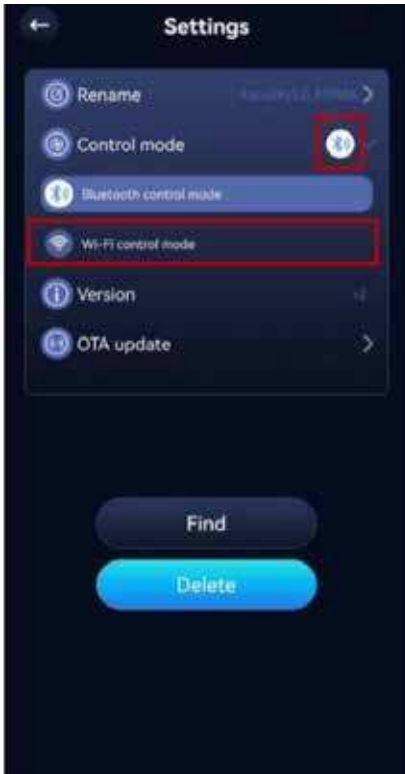 Settings
Rename
Control mode
Bluetooth control mode
Wi-Fi control mode
Version
OTA update
Find
Delete